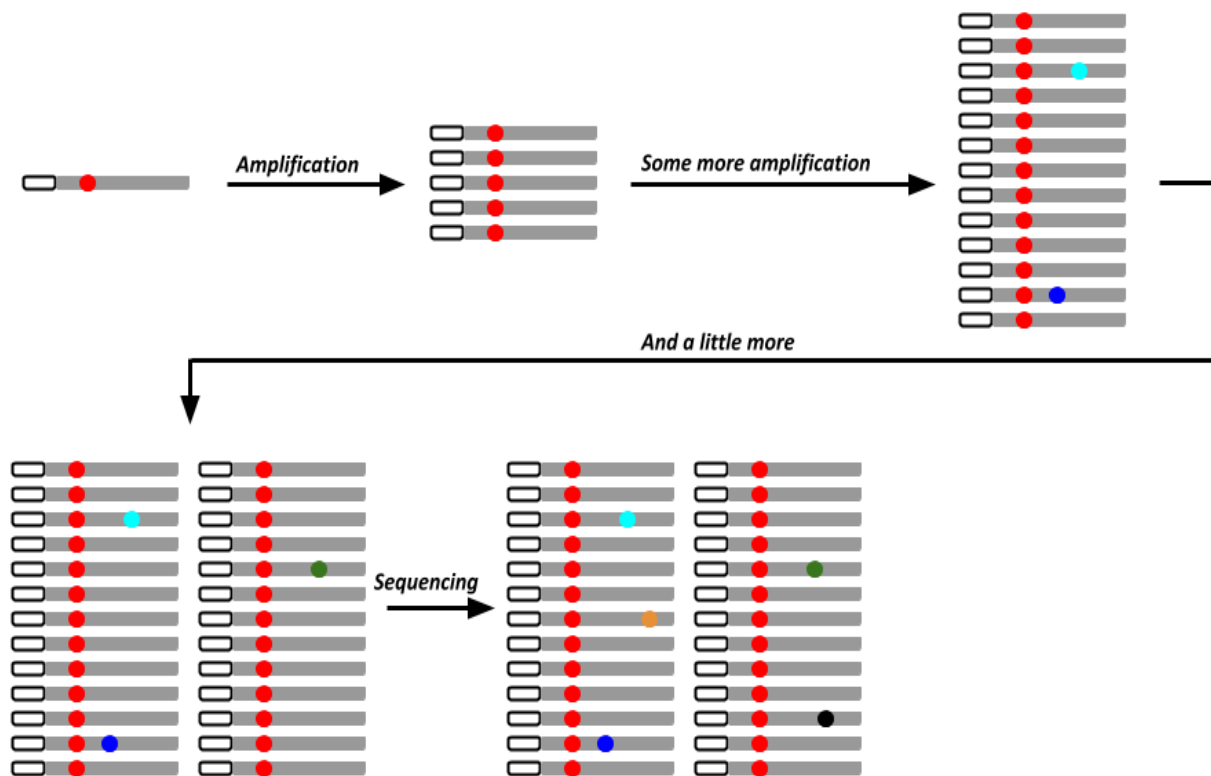 Amplification
Some more amplification
And a little more
Sequencing